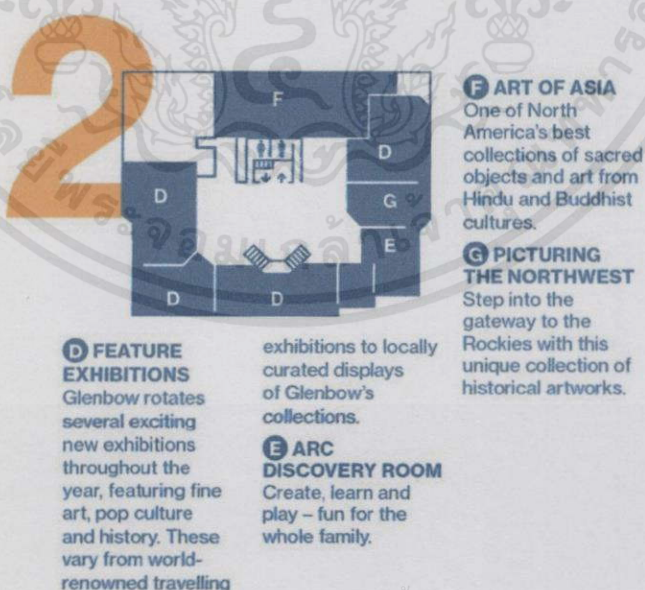 2
F
D
D
G
E
D
D
F ART OF ASIA
One of North
America's best
collections of sacred
objects and art from
Hindu and Buddhist
cultures.
G PICTURING
THE NORTHWEST
Step into the
gateway to the
Rockies with this
unique collection of
historical artworks.
D FEATURE
EXHIBITIONS
Glenbow rotates
several exciting
new exhibitions
throughout the
year, featuring fine
art, pop culture
and history. These
vary from world-
renowned travelling
exhibitions to locally
curated displays
of Glenbow's
collections.
E ARC
DISCOVERY ROOM
Create, learn and
play – fun for the
whole family.